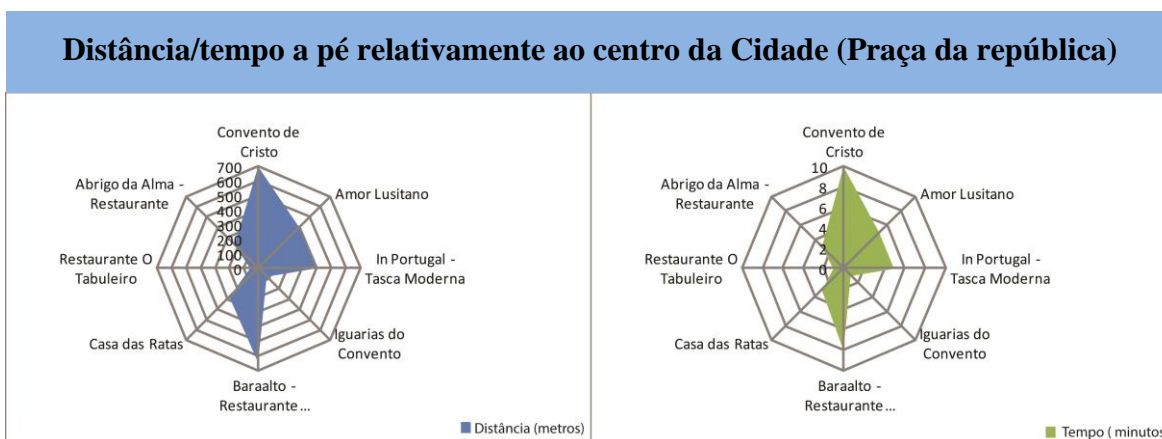 Distância/tempo a pé relativamente ao centro da Cidade (Praça da república)
Convento de
Cristo
700
600
500
400
300
200
100
0
Amor Lusitano
In Portugal -
Tasca Moderna
Iguarias do
Convento
Baraalto -
Restaurante ...
Casa das Ratas
Restaurante O
Tabuleiro
Abrigo da Alma -
Restaurante
Distância (metros)
Convento de
Cristo
10
8
6
4
2
0
Amor Lusitano
In Portugal -
Tasca Moderna
Iguarias do
Convento
Baraalto -
Restaurante ...
Casa das Ratas
Restaurante O
Tabuleiro
Abrigo da Alma -
Restaurante
Tempo ( minutos